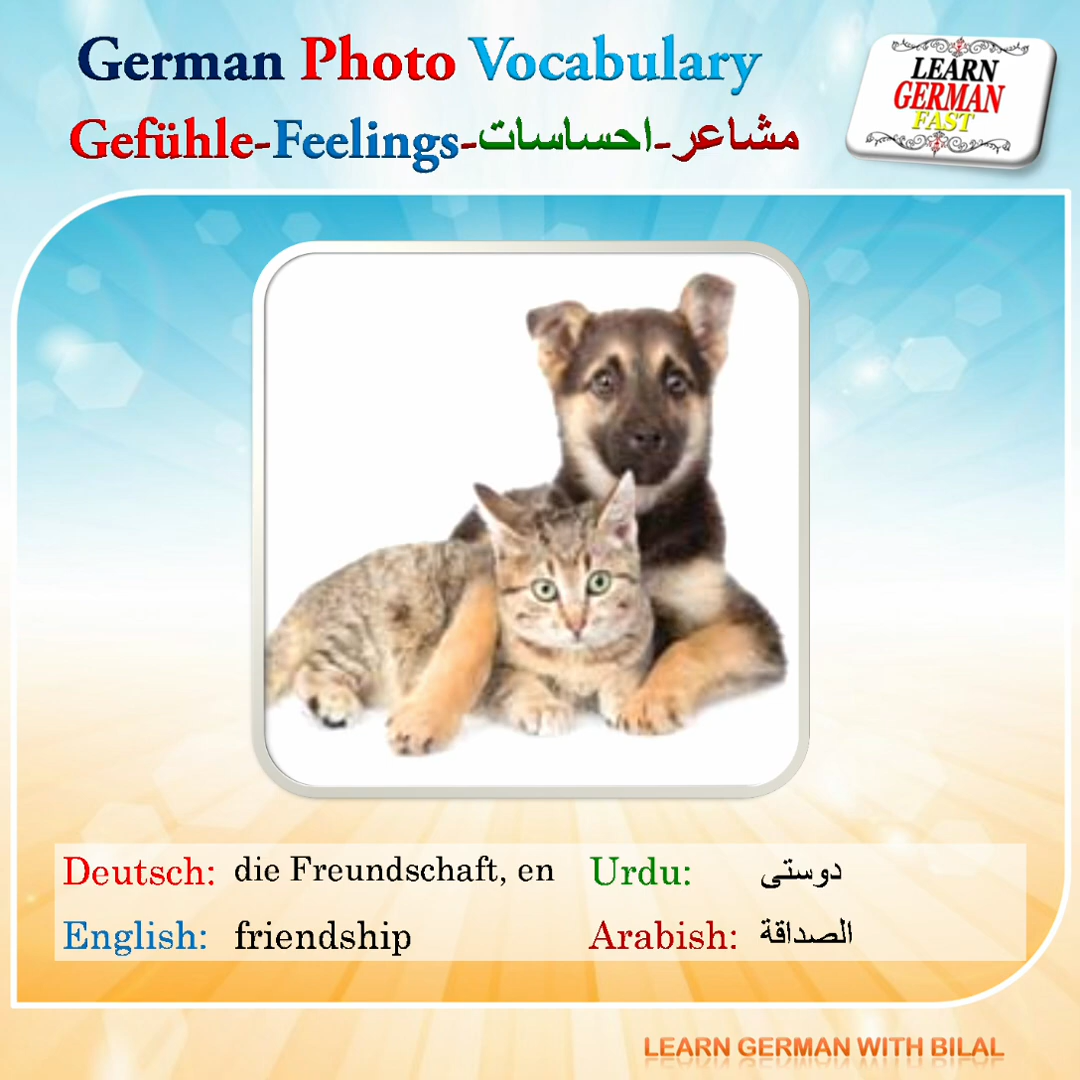 German Photo Vocabulary
Gefühle-Feelings-احساسات-مشاعر
LEARN
GERMAN
FAST
Deutsch: die Freundschaft, en Urdu: دوستی
English: friendship Arabish: الصداقة
LEARN GERMAN WITH BILAL